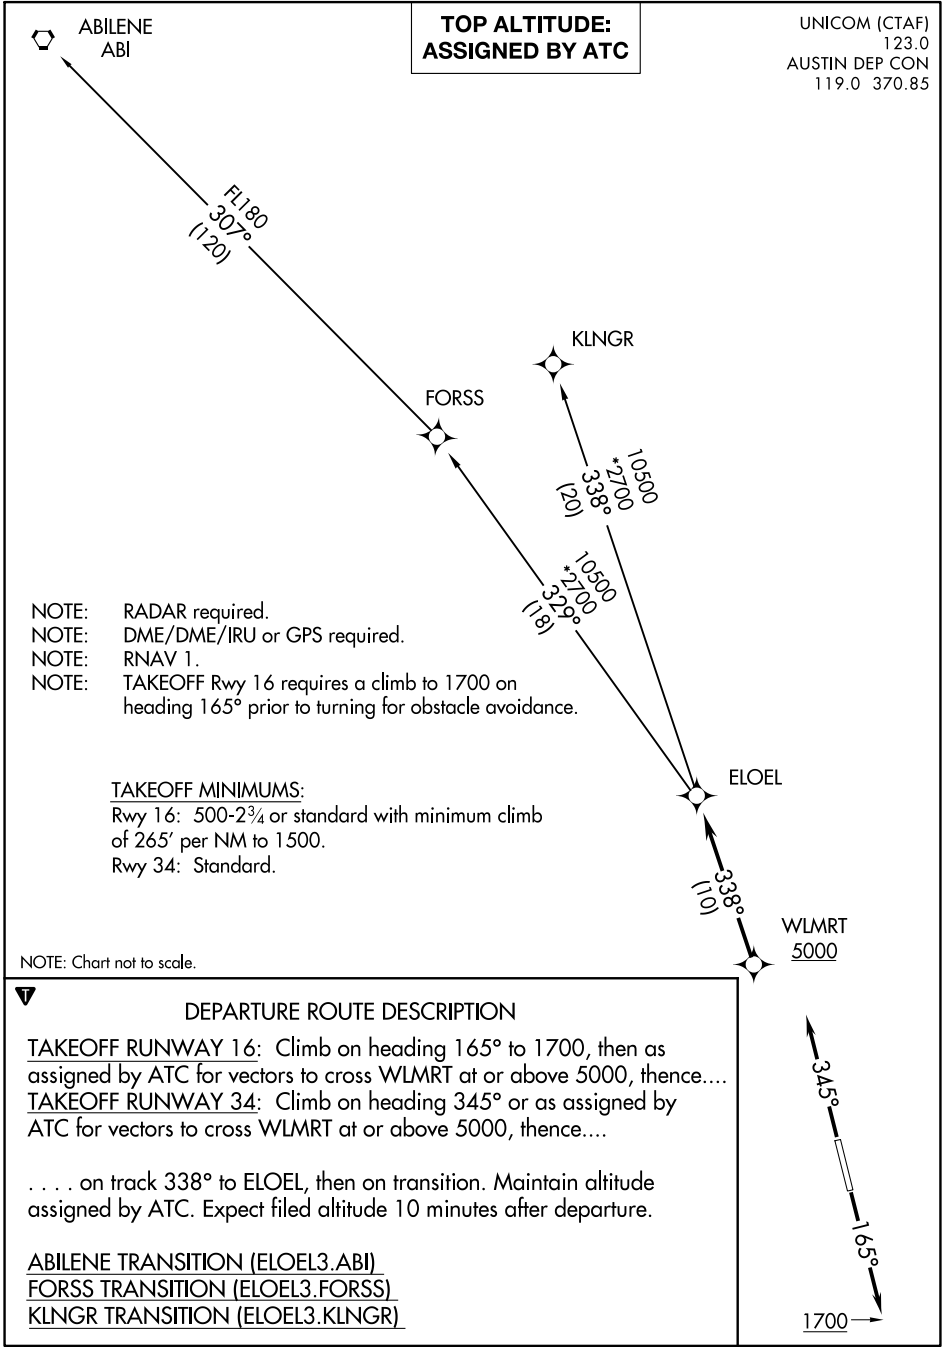 ABILENE
ABI
TOP ALTITUDE:
ASSIGNED BY ATC
UNICOM (CTAF)
123.0
AUSTIN DEP CON
119.0 370.85
FL180
307°
(120)
KLNGR
FORSS
10500
*2700
338°
(20)
10500
*2700
329°
(18)
NOTE: RADAR required.
NOTE: DME/DME/IRU or GPS required.
NOTE: RNAV 1.
NOTE: TAKEOFF Rwy 16 requires a climb to 1700 on
heading 165° prior to turning for obstacle avoidance.
ELOEL
TAKEOFF MINIMUMS:
Rwy 16: 500-2¾ or standard with minimum climb
of 265' per NM to 1500.
Rwy 34: Standard.
338°
(10)
WLMRT
5000
NOTE: Chart not to scale.
T
DEPARTURE ROUTE DESCRIPTION
TAKEOFF RUNWAY 16: Climb on heading 165° to 1700, then as
assigned by ATC for vectors to cross WLMRT at or above 5000, thence....
TAKEOFF RUNWAY 34: Climb on heading 345° or as assigned by
ATC for vectors to cross WLMRT at or above 5000, thence....
. . . . on track 338° to ELOEL, then on transition. Maintain altitude
assigned by ATC. Expect filed altitude 10 minutes after departure.
ABILENE TRANSITION (ELOEL3.ABI)
FORSS TRANSITION (ELOEL3.FORSS)
KLNGR TRANSITION (ELOEL3.KLNGR)
345°
165°
1700